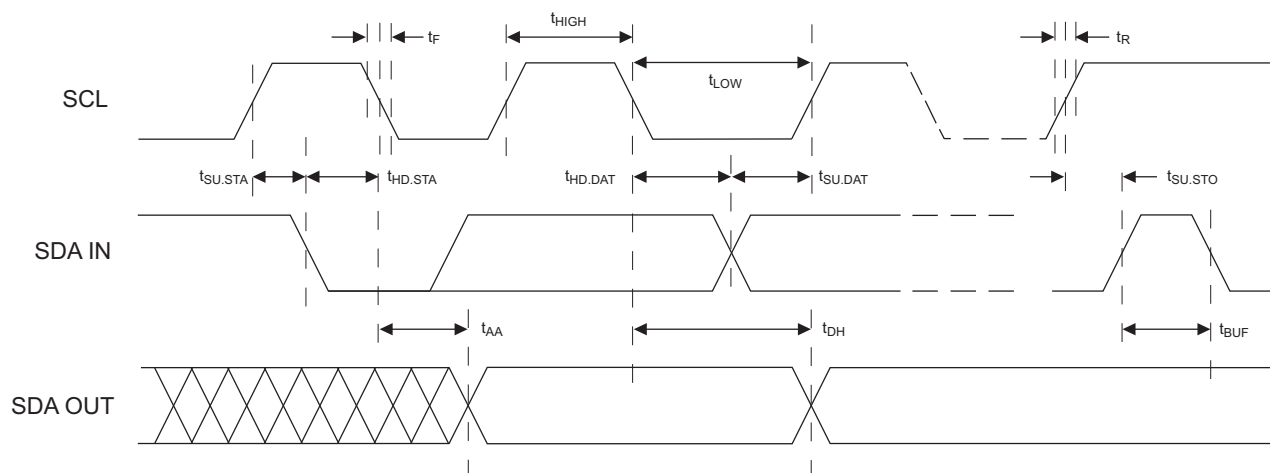 tHIGH
tF
tR
SCL
tLOW
tSU.STA
tHD.STA
tHD.DAT
tSU.DAT
tSU.STO
SDA IN
tAA
tDH
tBUF
SDA OUT